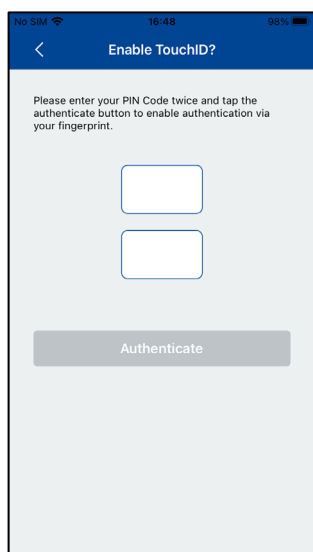 No SIM 16:48 98%
Enable TouchID?
Please enter your PIN Code twice and tap the
authenticate button to enable authentication via
your fingerprint.
Authenticate